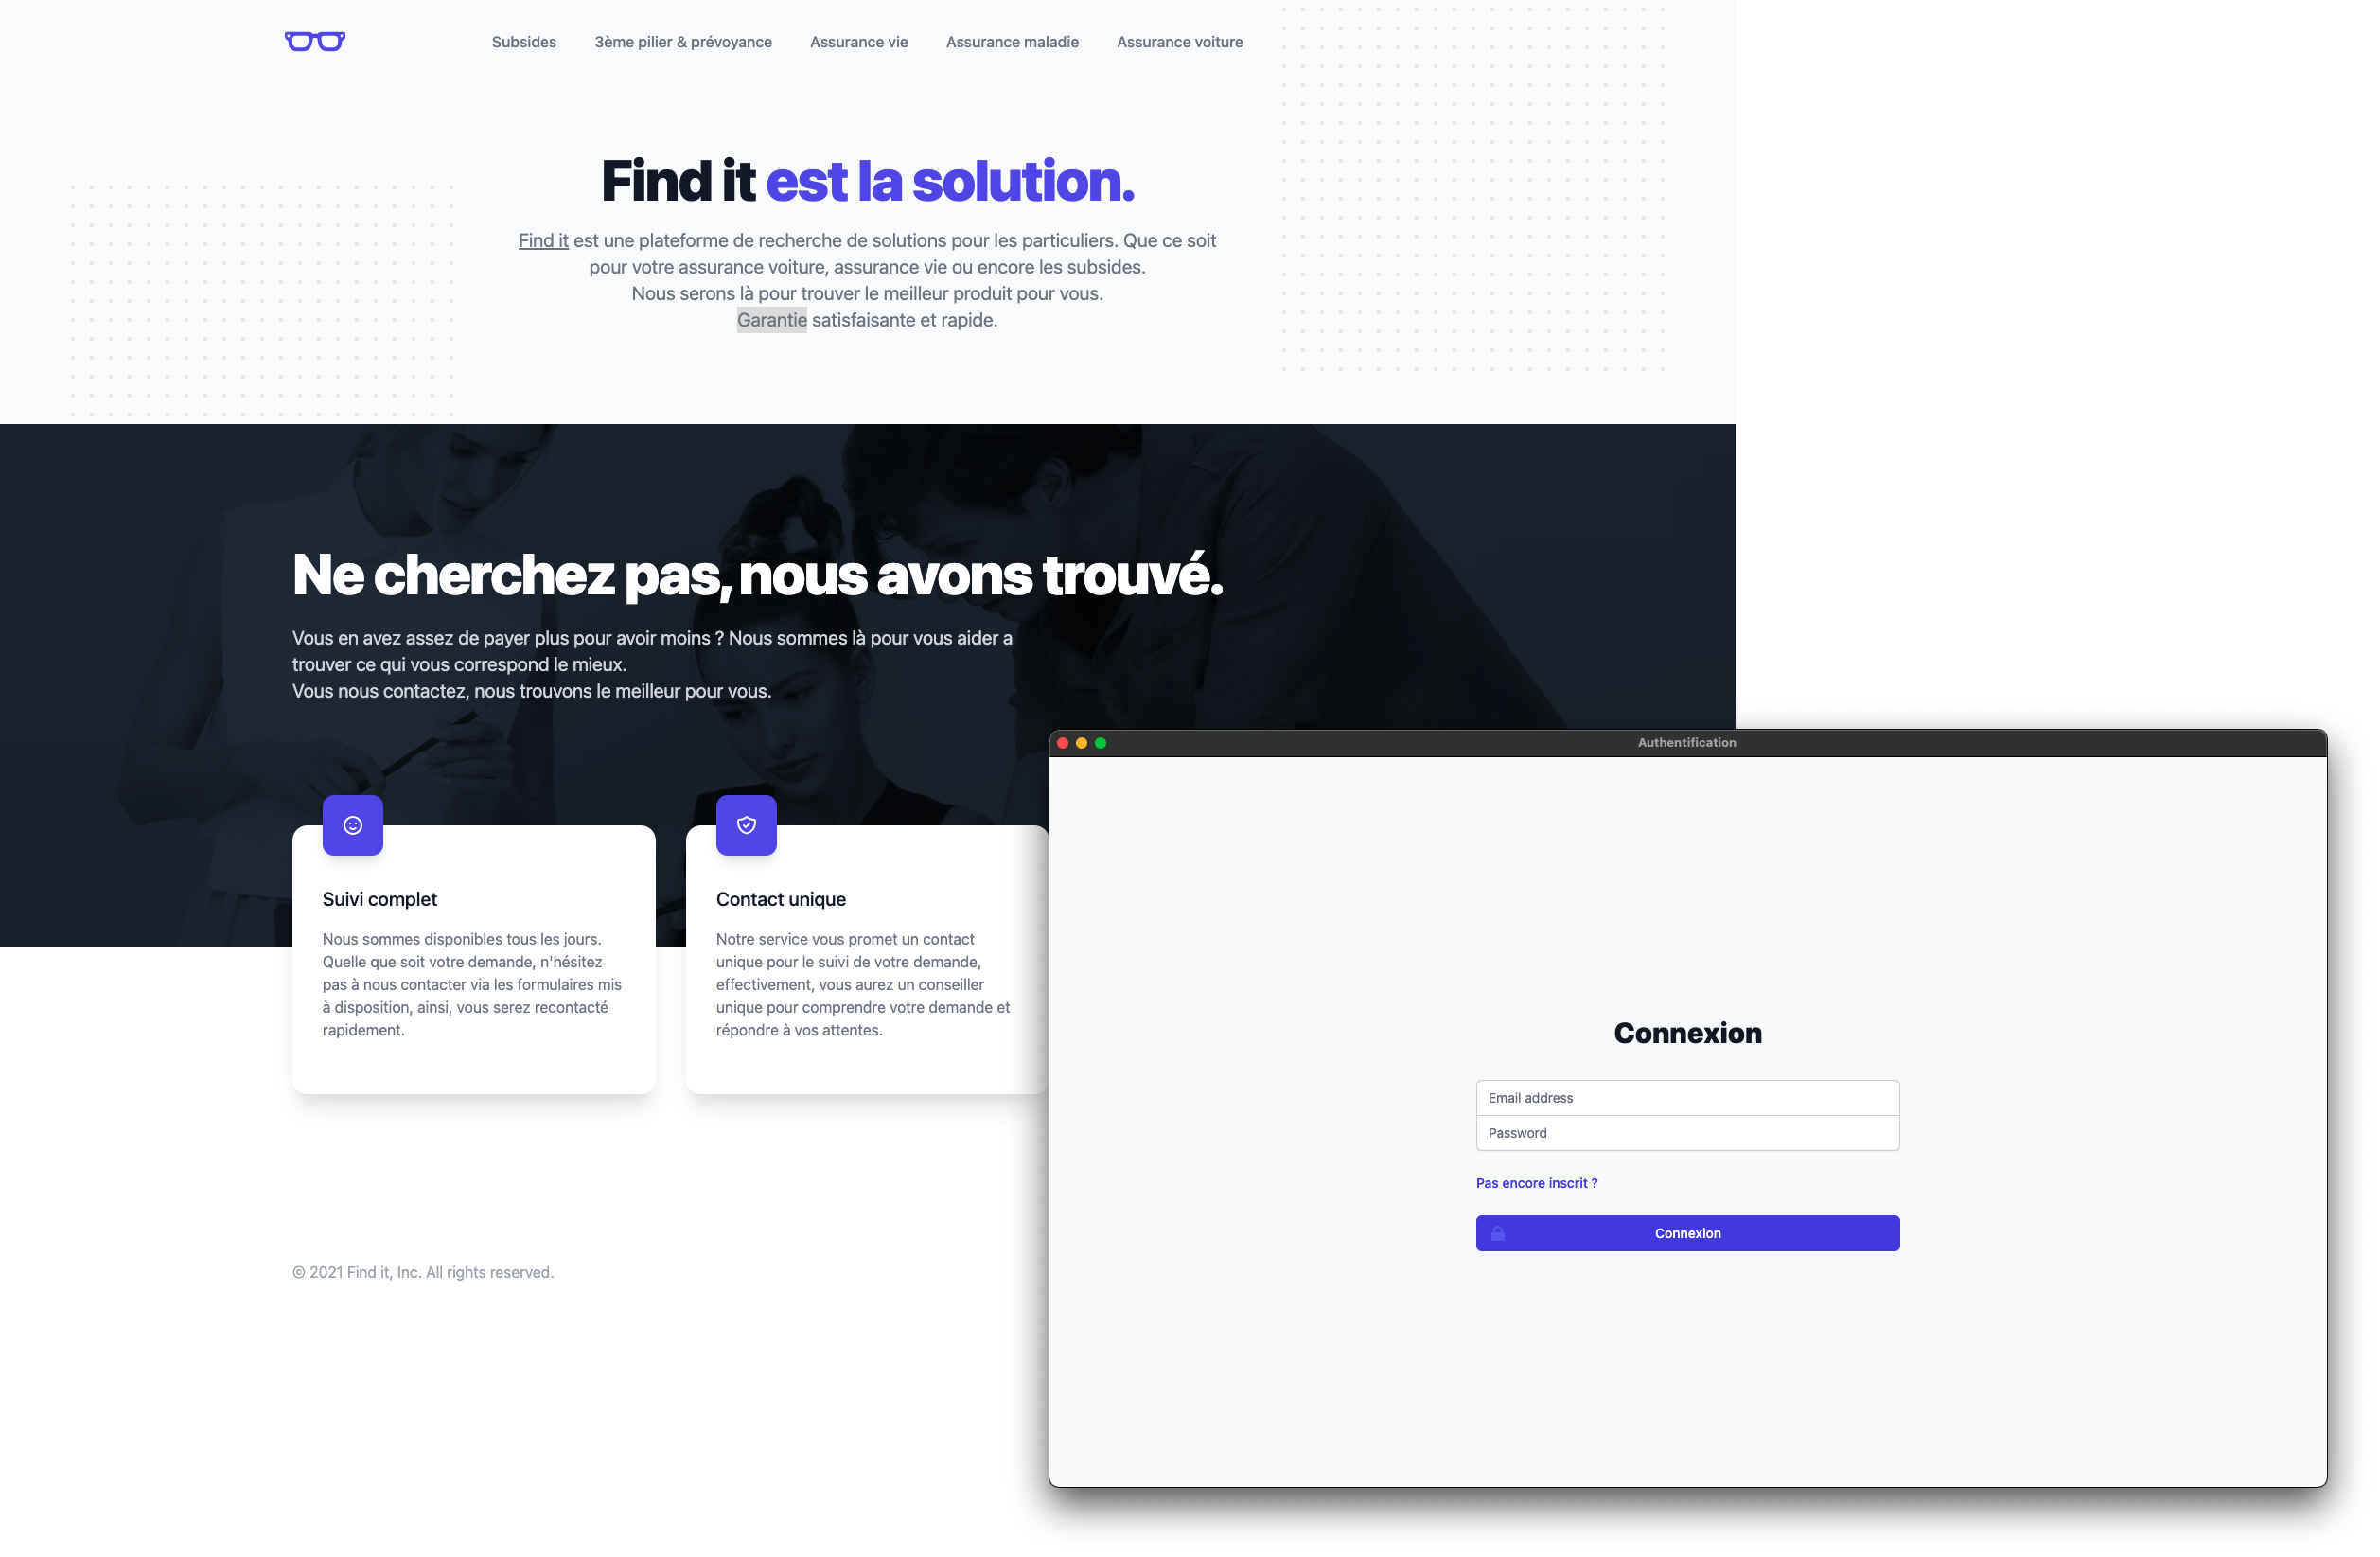 Subsides
3ème pilier & prévoyance
Assurance vie
Assurance maladie
Assurance voiture
Find it est la solution.
Find it est une plateforme de recherche de solutions pour les particuliers. Que ce soit
pour votre assurance voiture, assurance vie ou encore les subsides.
Nous serons là pour trouver le meilleur produit pour vous.
Garantie satisfaisante et rapide.
Ne cherchez pas, nous avons trouvé.
Vous en avez assez de payer plus pour avoir moins ? Nous sommes là pour vous aider a
trouver ce qui vous correspond le mieux.
Vous nous contactez, nous trouvons le meilleur pour vous.
Suivi complet
Nous sommes disponibles tous les jours.
Quelle que soit votre demande, n'hésitez
pas à nous contacter via les formulaires mis
à disposition, ainsi, vous serez recontacté
rapidement.
Contact unique
Notre service vous promet un contact
unique pour le suivi de votre demande,
effectivement, vous aurez un conseiller
unique pour comprendre votre demande et
répondre à vos attentes.
© 2021 Find it, Inc. All rights reserved.
Authentification
Connexion
Email address
Password
Pas encore inscrit ?
Connexion